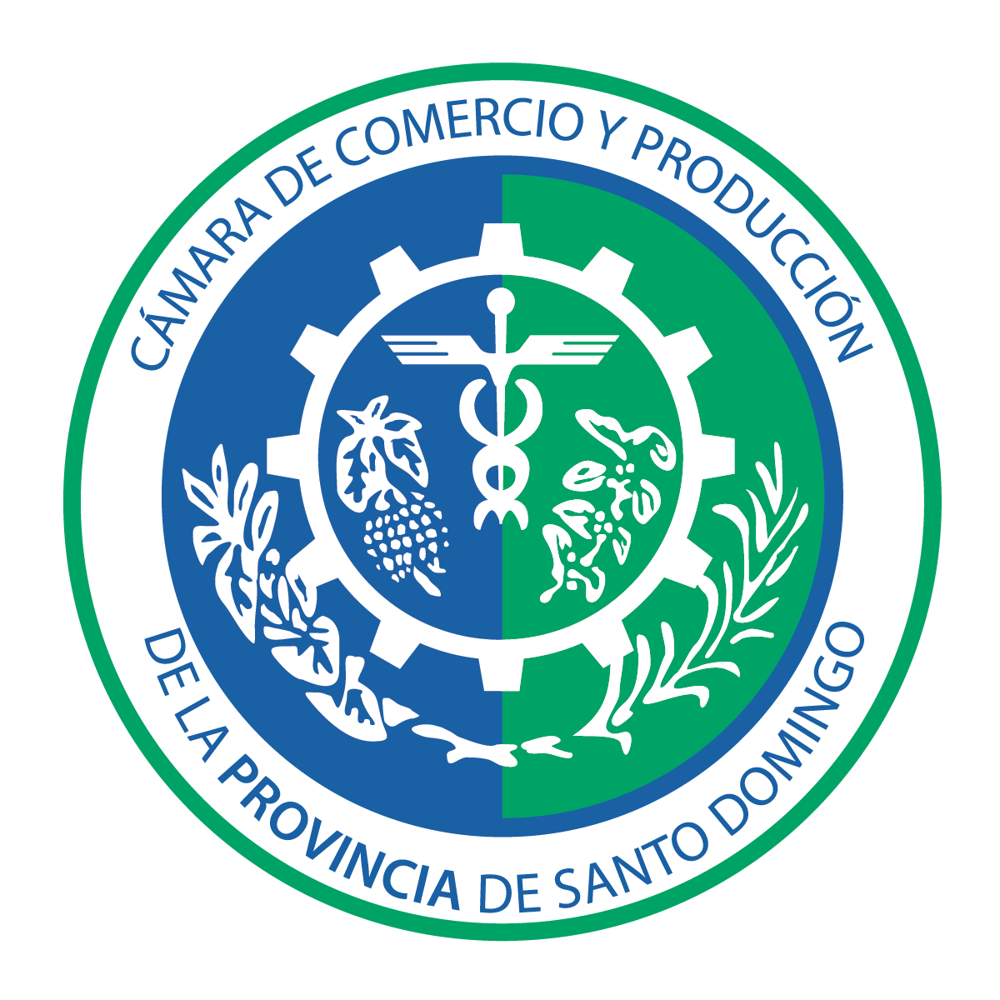 CÁMARA DE COMERCIO Y PRODUCCIÓN
DE LA PROVINCIA DE SANTO DOMINGO